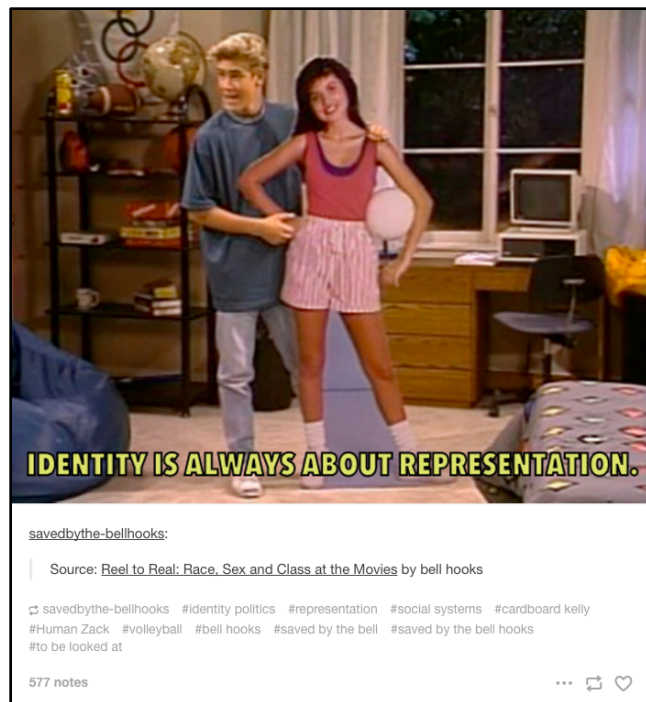 IDENTITY IS ALWAYS ABOUT REPRESENTATION.
savedbythe-bellhooks:
Source: Reel to Real: Race, Sex and Class at the Movies by bell hooks
savedbythe-bellhooks #identity politics #representation #social systems #cardboard kelly
#Human Zack #volleyball #bell hooks #saved by the bell #saved by the bell hooks
#to be looked at
577 notes